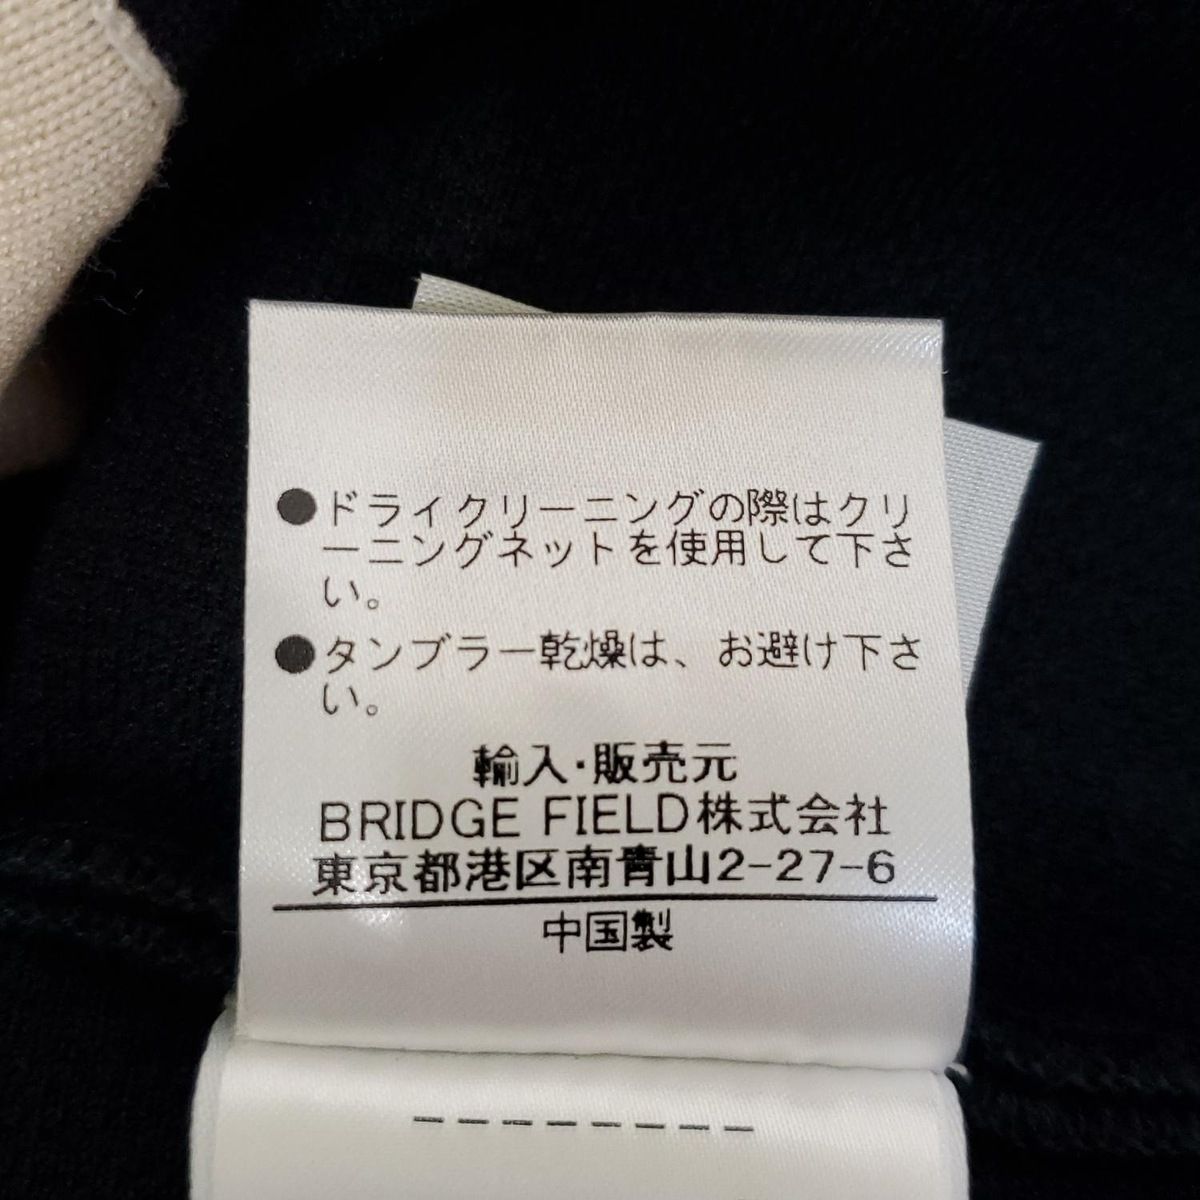 ●ドライクリーニングの際はクリ
ーニングネットを使用して下さ
い。
●タンブラー乾燥は、お避け下さ
い。
輸入・販売元
BRIDGE FIELD株式会社
東京都港区南青山2-27-6
中国製